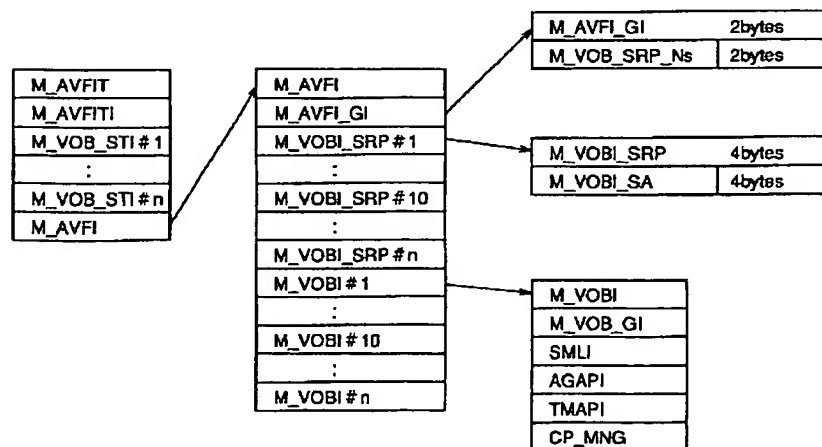 M_AVFIT
M_AVFITI
M_VOB_STI #1
:
M_VOB_STI #n
M_AVFI
M_AVFI
M_AVFI_GI
M_VOBI_SRP #1
:
M_VOBI_SRP #10
:
M_VOBI_SRP #n
M_VOBI #1
:
M_VOBI #10
:
M_VOBI #n
M_AVFI_GI 2bytes
M_VOB_SRP_Ns 2bytes
M_VOBI_SRP 4bytes
M_VOBI_SA 4bytes
M_VOBI
M_VOB_GI
SMLI
AGAPI
TMAPI
CP_MNG